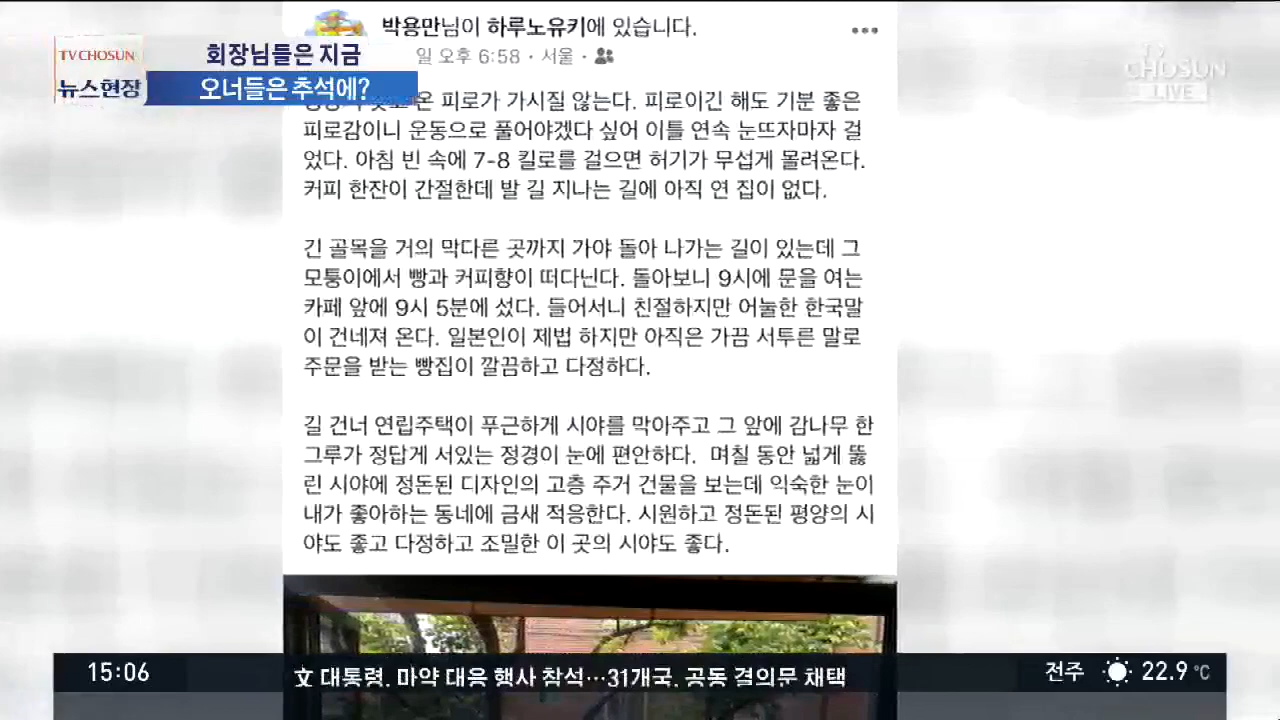 박용만님이 하루노유키에 있습니다.
일 오후 6:58 · 서울 ·
TV CHOSUN
뉴스현장
회장님들은 지금
오너들은 추석에?
TV
CHOSUN
LIVE
온 피로가 가시질 않는다. 피로이긴 해도 기분 좋은
피로감이니 운동으로 풀어야겠다 싶어 이틀 연속 눈뜨자마자 걸
었다. 아침 빈 속에 7-8 킬로를 걸으면 허기가 무섭게 몰려온다.
커피 한잔이 간절한데 발 길 지나는 길에 아직 연 집이 없다.
긴 골목을 거의 막다른 곳까지 가야 돌아 나가는 길이 있는데 그
모퉁이에서 빵과 커피향이 떠다닌다. 돌아보니 9시에 문을 여는
카페 앞에 9시 5분에 섰다. 들어서니 친절하지만 어눌한 한국말
이 건네져 온다. 일본인이 제법 하지만 아직은 가끔 서투른 말로
주문을 받는 빵집이 깔끔하고 다정하다.
길 건너 연립주택이 푸근하게 시야를 막아주고 그 앞에 감나무 한
그루가 정답게 서있는 정경이 눈에 편안하다. 며칠 동안 넓게 뚫
린 시야에 정돈된 디자인의 고층 주거 건물을 보는데 익숙한 눈이
내가 좋아하는 동네에 금새 적응한다. 시원하고 정돈된 평양의 시
야도 좋고 다정하고 조밀한 이 곳의 시야도 좋다.
15:06
文 대통령, 마약 대응 행사 참석…31개국, 공동 결의문 채택
전주 22.9℃